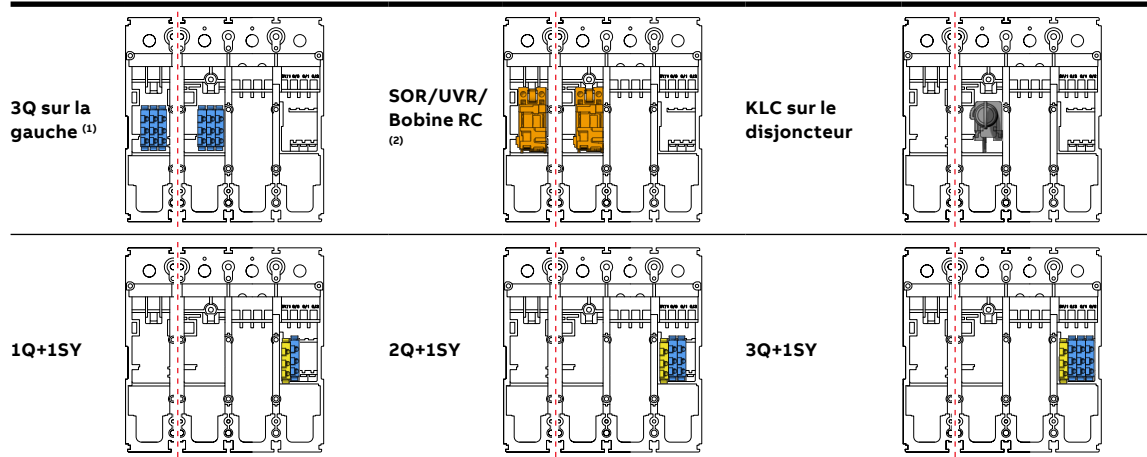 3Q sur la
gauche (1)
SOR/UVR/
Bobine RC
(2)
KLC sur le
disjoncteur
1Q+1SY
2Q+1SY
3Q+1SY